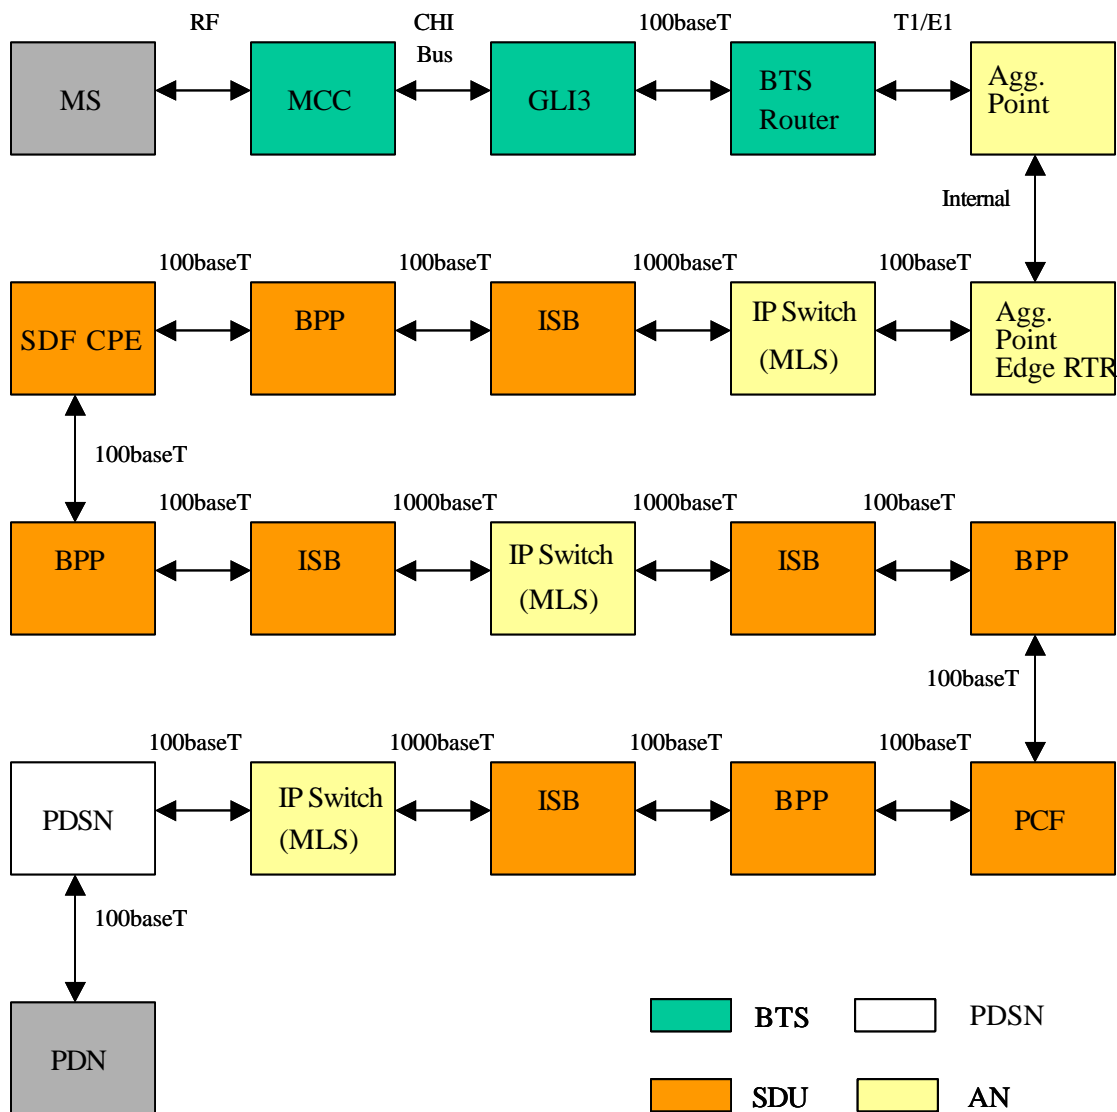 RF
CHI
Bus
100baseT
T1/E1
MS
MCC
GLI3
BTS
Router
Agg.
Point
Internal
100baseT
100baseT
1000baseT
100baseT
SDF CPE
BPP
ISB
IP Switch
(MLS)
Agg.
Point
Edge RTR
100baseT
100baseT
1000baseT
1000baseT
100baseT
BPP
ISB
IP Switch
(MLS)
ISB
BPP
100baseT
100baseT
1000baseT
100baseT
100baseT
PDSN
IP Switch
(MLS)
ISB
BPP
PCF
100baseT
PDN
BTS
PDSN
SDU
AN